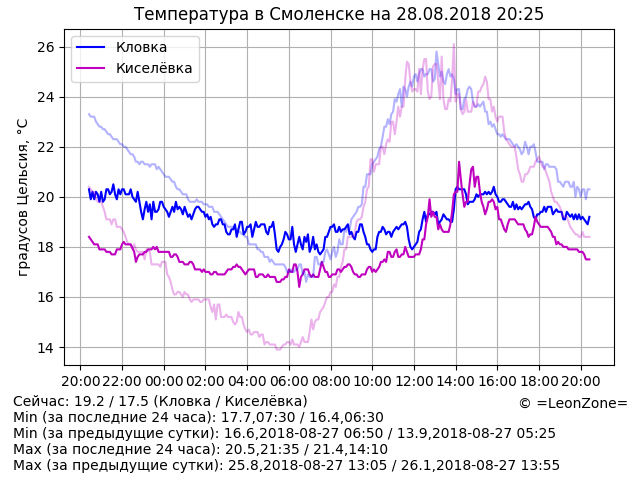 Температура в Смоленске на 28.08.2018 20:25
Кловка
Киселёвка
градусов Цельсия, °C
26
24
22
20
18
16
14
20:00 22:00 00:00 02:00 04:00 06:00 08:00 10:00 12:00 14:00 16:00 18:00 20:00
Сейчас: 19.2 / 17.5 (Кловка / Киселёвка)
© =LeonZone=
Min (за последние 24 часа): 17.7,07:30 / 16.4,06:30
Min (за предыдущие сутки): 16.6,2018-08-27 06:50 / 13.9,2018-08-27 05:25
Max (за последние 24 часа): 20.5,21:35 / 21.4,14:10
Max (за предыдущие сутки): 25.8,2018-08-27 13:05 / 26.1,2018-08-27 13:55